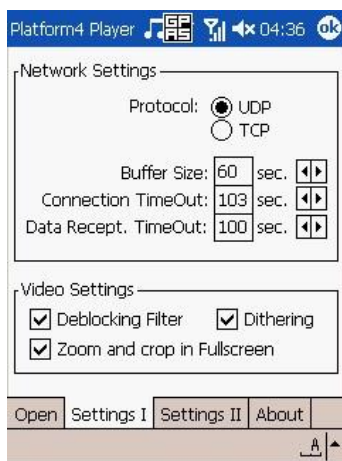 Platform4 Player 04:36 ok
Network Settings
Protocol: UDP
TCP
Buffer Size: 60 sec.
Connection TimeOut: 103 sec.
Data Recept. TimeOut: 100 sec.
Video Settings
Deblocking Filter Dithering
Zoom and crop in Fullscreen
Open Settings I Settings II About
A